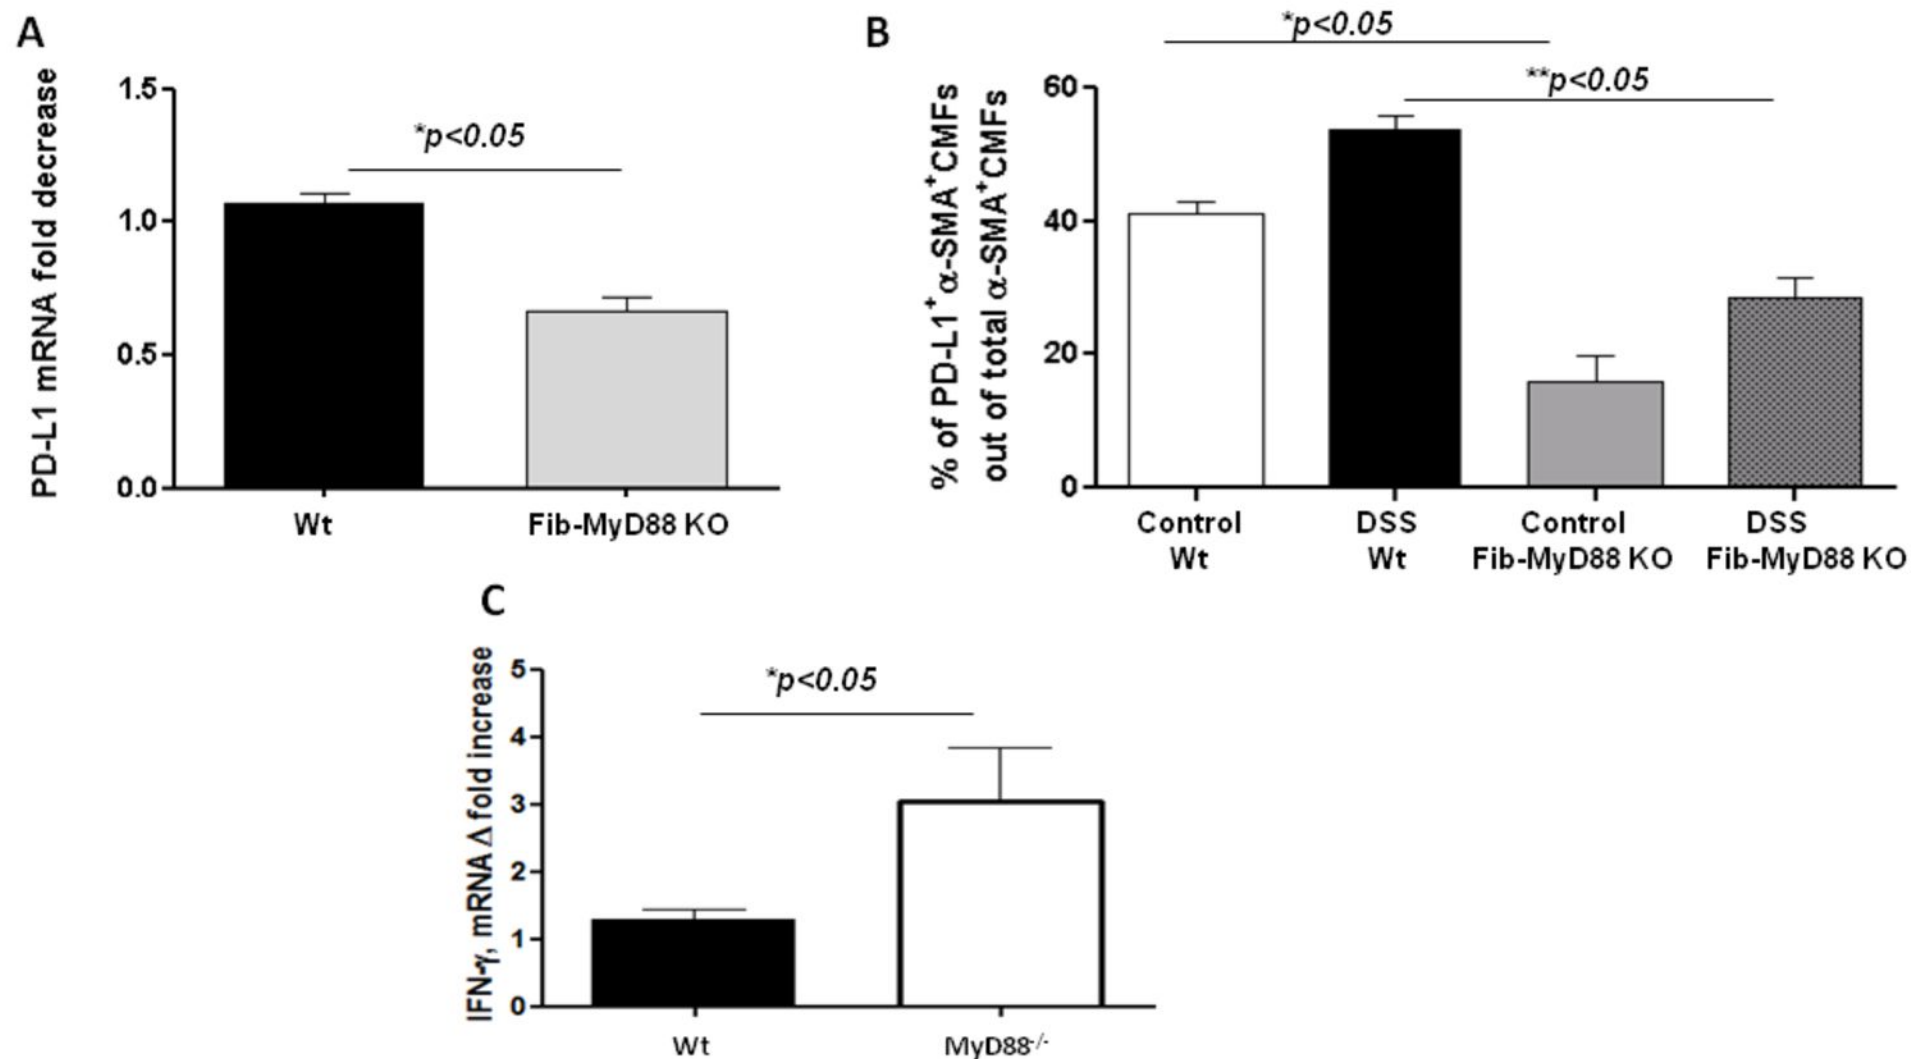 A
PD-L1 mRNA fold decrease
1.5
1.0
0.5
0.0
*p<0.05
Wt
Fib-MyD88 KO
B
% of PD-L1⁺ α-SMA⁺CMFs
out of total α-SMA⁺CMFs
60
40
20
0
*p<0.05
**p<0.05
Control
Wt
DSS
Wt
Control
Fib-MyD88 KO
DSS
Fib-MyD88 KO
C
IFN-γ, mRNA Δ fold increase
5
4
3
2
1
0
*p<0.05
Wt
MyD88⁻/⁻